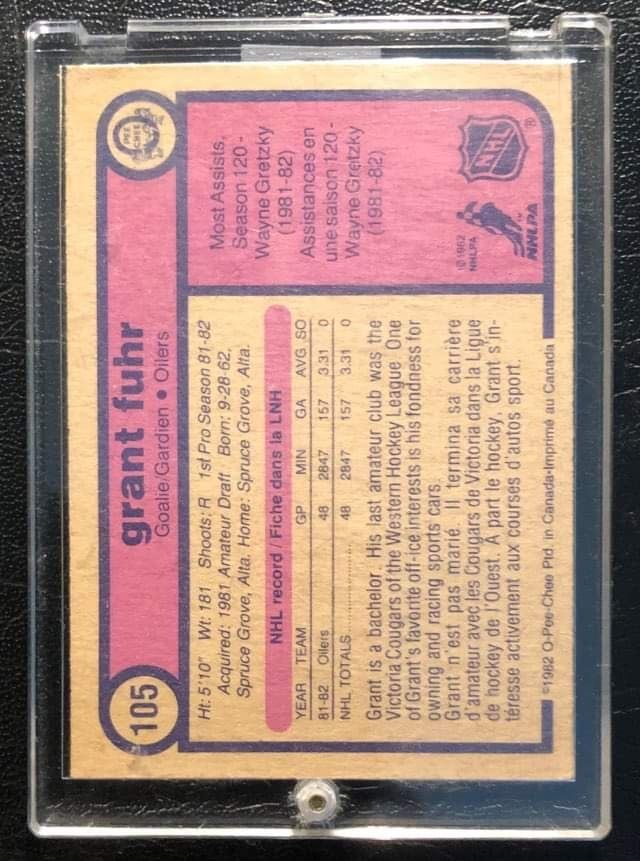 105
grant fuhr
Goalie/Gardien • Oilers
O PEE CHEE
Ht: 5'10" Wt: 181 Shoots: R 1st Pro Season 81-82
Acquired: 1981 Amateur Draft Born: 9-28-62,
Spruce Grove, Alta. Home: Spruce Grove, Alta.
NHL record / Fiche dans la LNH
YEAR TEAM GP MIN GA AVG SO
81-82 Oilers 48 2847 157 3.31 0
NHL TOTALS 48 2847 157 3.31 0
Grant is a bachelor. His last amateur club was the
Victoria Cougars of the Western Hockey League. One
of Grant's favorite off-ice interests is his fondness for
owning and racing sports cars.
Grant n'est pas marié. Il termina sa carrière
d'amateur avec les Cougars de Victoria dans la Ligue
de hockey de l'Ouest. À part le hockey, Grant s'in-
téresse activement aux courses d'autos sport.
Most Assists,
Season 120 -
Wayne Gretzky
(1981-82)
Assistances en
une saison 120 -
Wayne Gretzky
(1981-82)
© 1982
NHLPA
NHLPA
NHL
®
©1982 O-Pee-Chee Ptd. in Canada-Imprimé au Canada